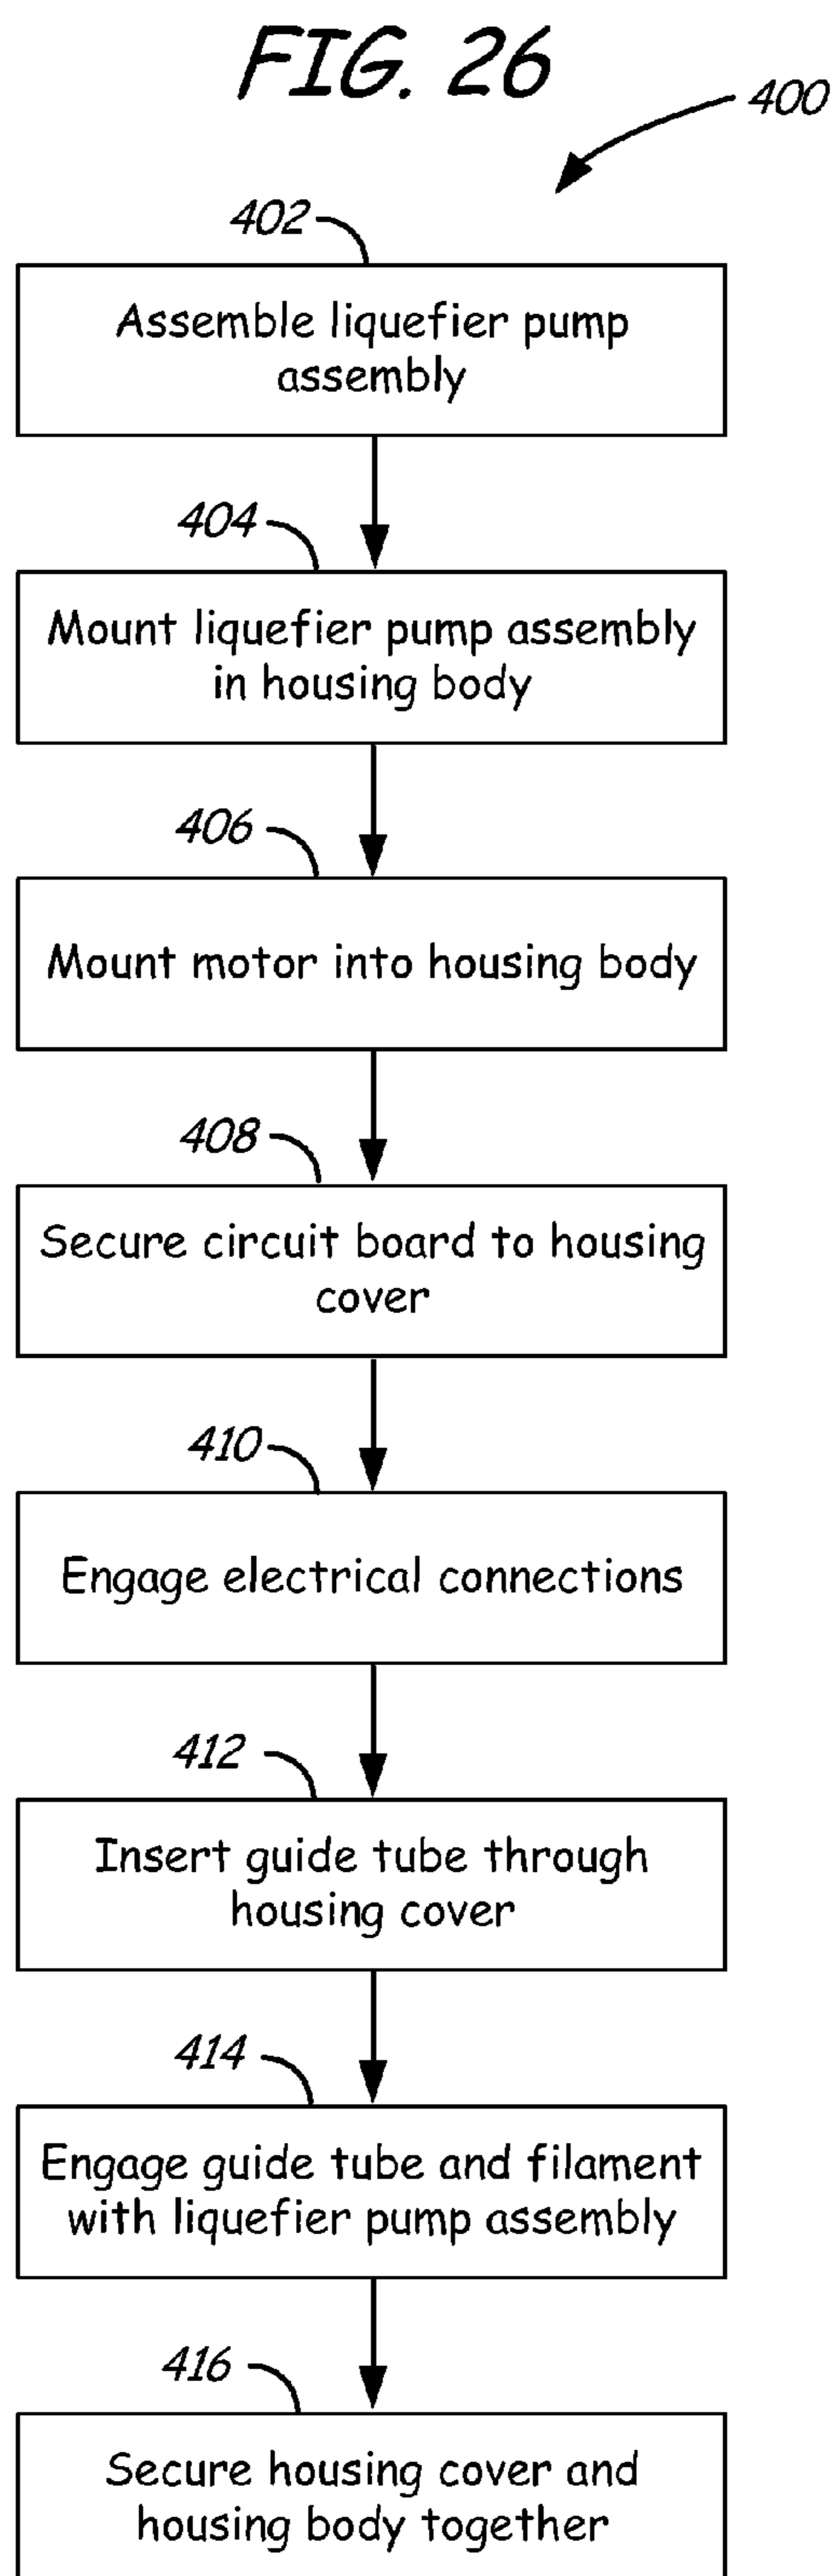 FIG. 26
400
402
Assemble liquefier pump
assembly
404
Mount liquefier pump assembly
in housing body
406
Mount motor into housing body
408
Secure circuit board to housing
cover
410
Engage electrical connections
412
Insert guide tube through
housing cover
414
Engage guide tube and filament
with liquefier pump assembly
416
Secure housing cover and
housing body together